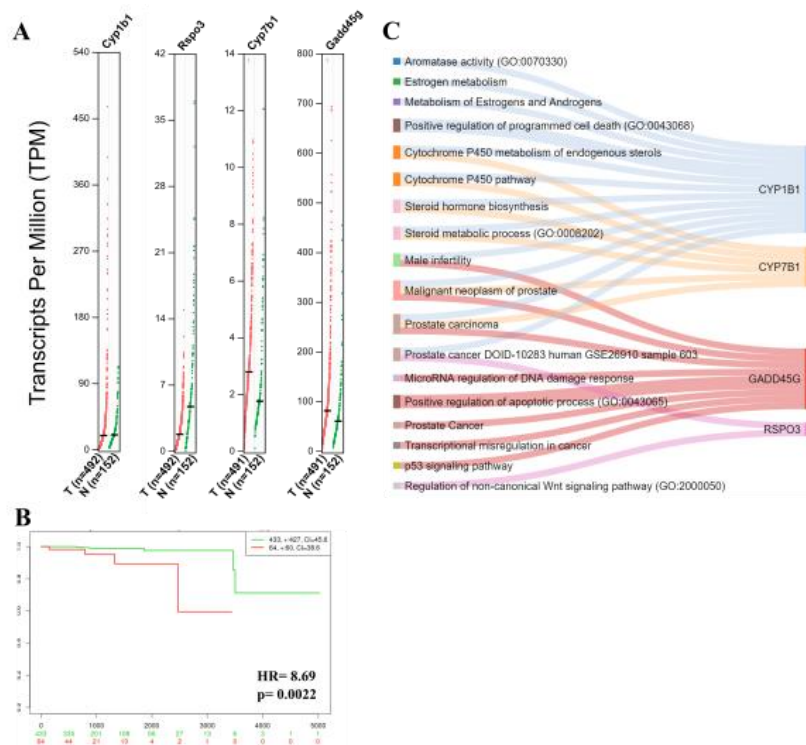 A
Cyp1b1
Rspo3
Cyp7b1
Gadd45g
Transcripts Per Million (TPM)
540
450
360
270
180
90
0
42
35
28
21
14
7
0
14
12
10
8
6
4
2
0
800
700
600
500
400
300
200
100
0
T (n=492)
N (n=152)
T (n=492)
N (n=152)
T (n=491)
N (n=152)
T (n=491)
N (n=152)
B
HR= 8.69
p= 0.0022
0
1000
2000
3000
4000
5000
C
Aromatase activity (GO:0070330)
Estrogen metabolism
Metabolism of Estrogens and Androgens
Positive regulation of programmed cell death (GO:0043068)
Cytochrome P450 metabolism of endogenous sterols
Cytochrome P450 pathway
Steroid hormone biosynthesis
Steroid metabolic process (GO:0008202)
Male infertility
Malignant neoplasm of prostate
Prostate carcinoma
Prostate cancer DOID-10283 human GSE26910 sample 603
MicroRNA regulation of DNA damage response
Positive regulation of apoptotic process (GO:0043065)
Prostate Cancer
Transcriptional misregulation in cancer
p53 signaling pathway
Regulation of non-canonical Wnt signaling pathway (GO:2000050)
CYP1B1
CYP7B1
GADD45G
RSPO3